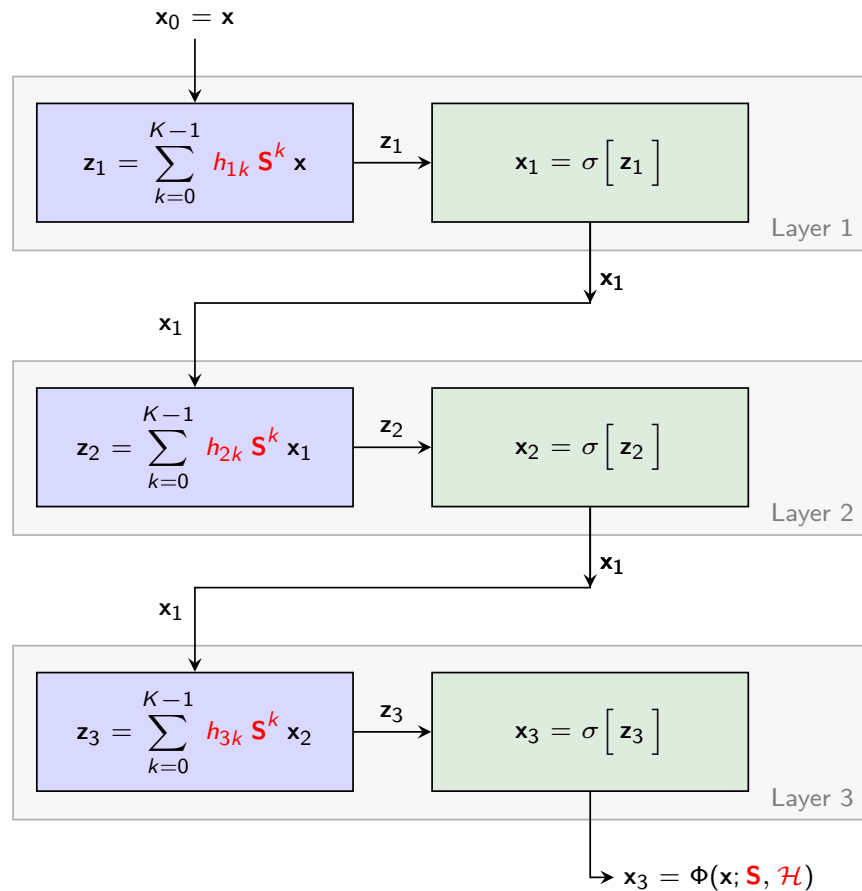 x₀ = x
z₁ = ∑_{k=0}^{K−1} h₁ₖ Sᵏ x
z₁
x₁ = σ[ z₁ ]
Layer 1
x₁
x₁
z₂ = ∑_{k=0}^{K−1} h₂ₖ Sᵏ x₁
z₂
x₂ = σ[ z₂ ]
Layer 2
x₁
x₁
z₃ = ∑_{k=0}^{K−1} h₃ₖ Sᵏ x₂
z₃
x₃ = σ[ z₃ ]
Layer 3
x₃ = Φ(x; S, ℋ)